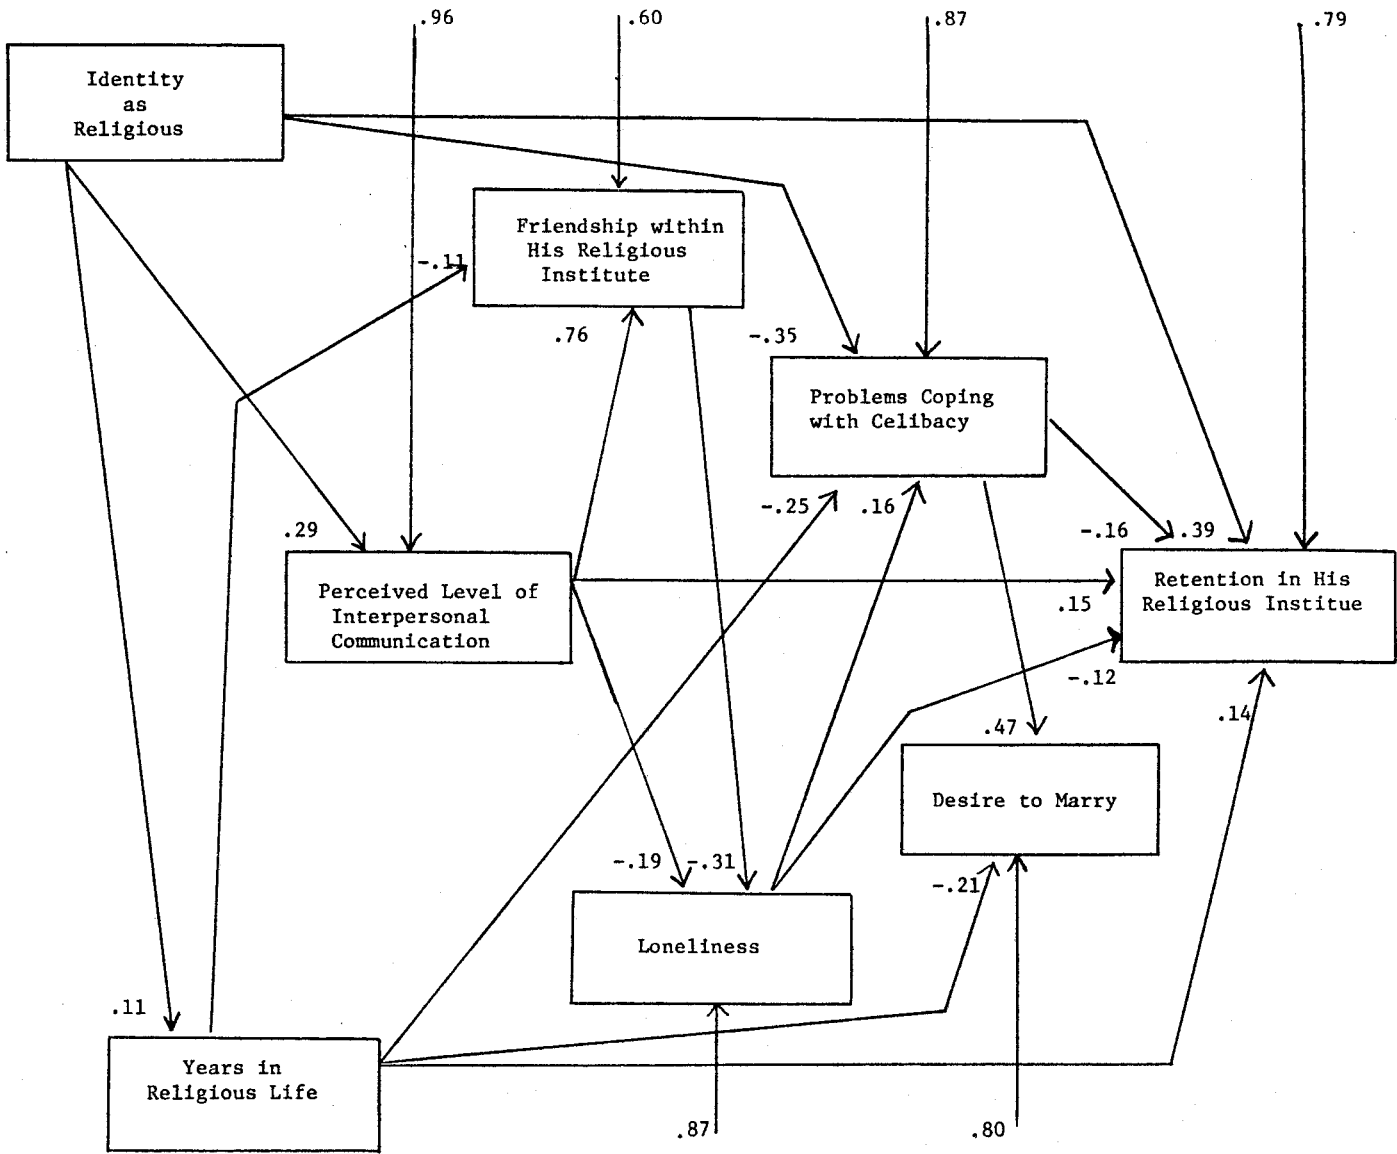 .96
.60
.87
.79
Identity
as
Religious
Friendship within
His Religious
Institute
-.11
.76
-.35
Problems Coping
with Celibacy
-.25
.16
.29
-.16
.39
Perceived Level of
Interpersonal
Communication
Retention in His
Religious Institue
.15
-.12
.14
.47
Desire to Marry
-.19
-.31
-.21
Loneliness
.11
Years in
Religious Life
.87
.80